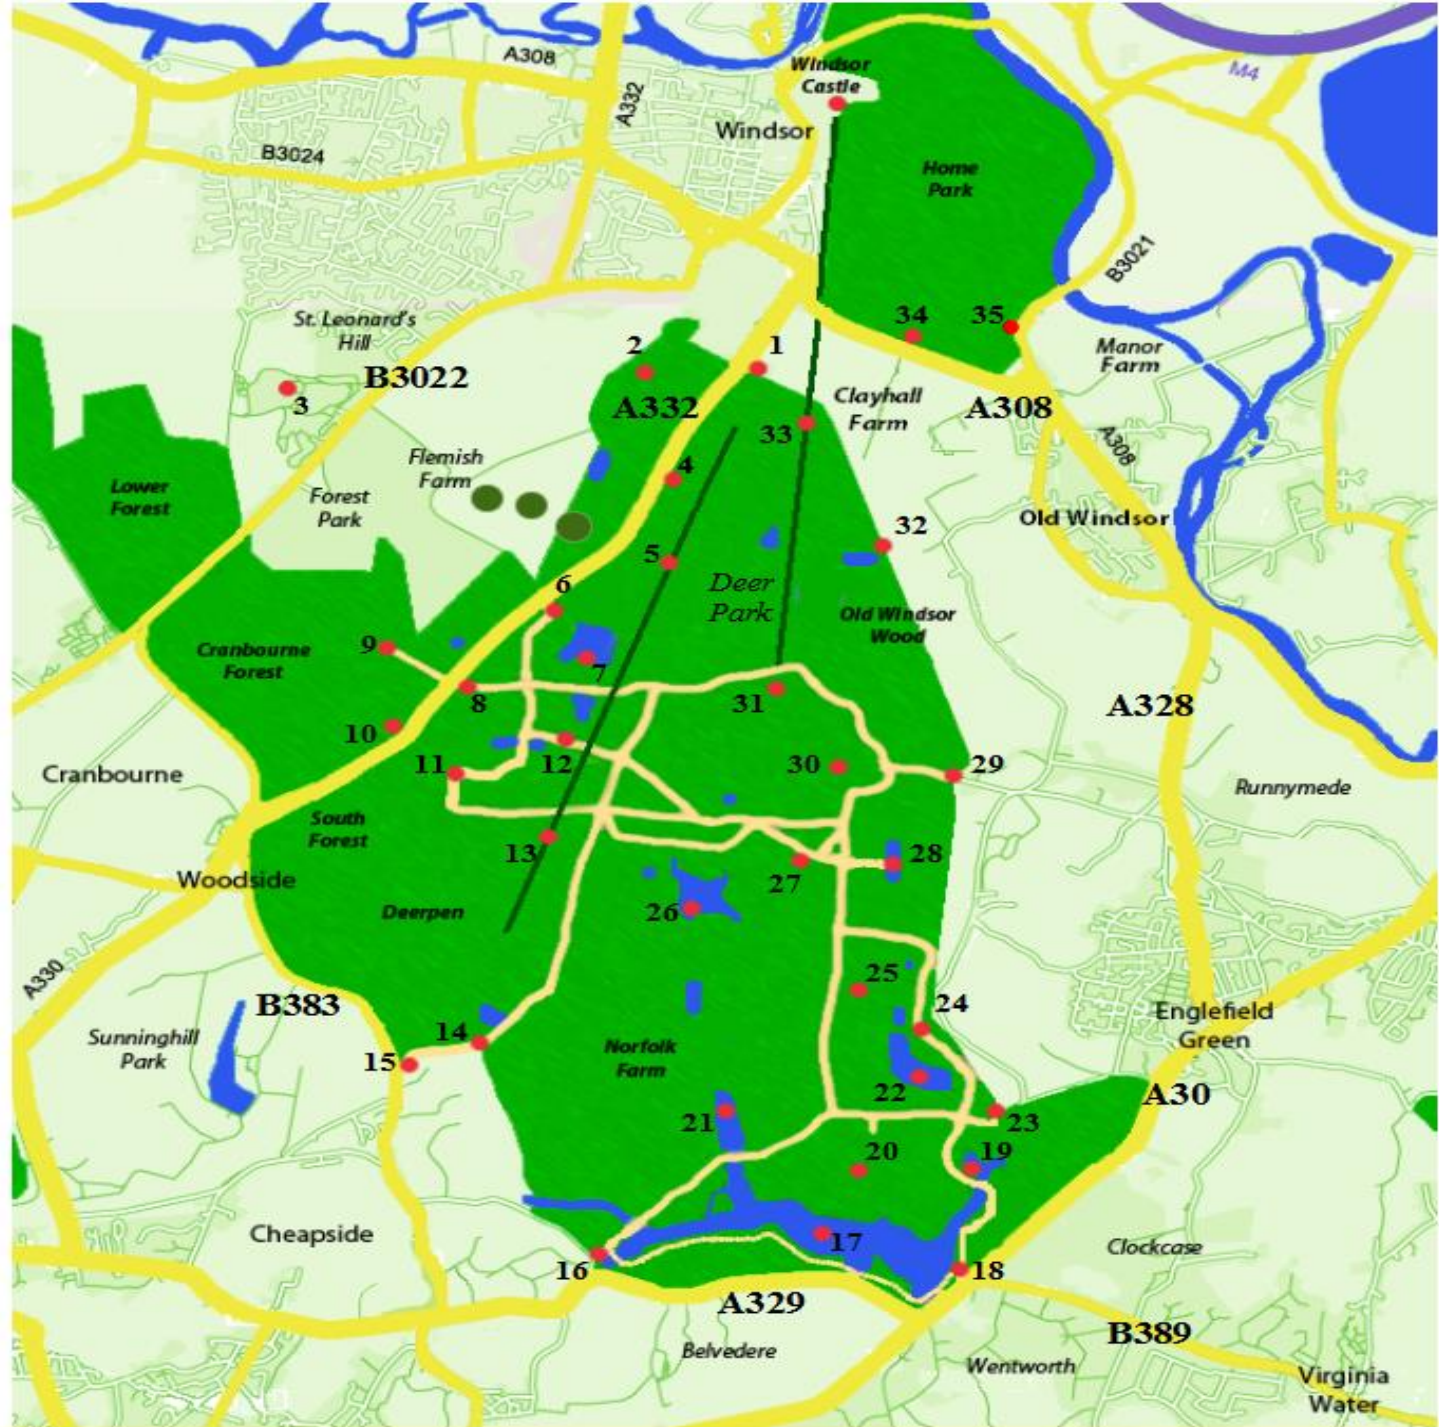 A308
Windsor
Castle
A332
M4
Windsor
B3024
Home
Park
B3021
St. Leonard's
Hill
34
35
2
1
Manor
Farm
B3022
3
A332
Clayhall
Farm
A308
33
A308
Flemish
Farm
4
Lower
Forest
Forest
Park
32
Old Windsor
5
6
Deer
Park
Old Windsor
Wood
9
Cranbourne
Forest
7
8
31
A328
10
11
12
30
29
Cranbourne
Runnymede
South
Forest
13
28
Woodside
27
26
Deerpen
A330
25
B383
24
Englefield
Green
Sunninghill
Park
14
Norfolk
Farm
15
22
A30
21
23
20
19
Cheapside
17
Clockcase
16
18
A329
B389
Belvedere
Wentworth
Virginia
Water